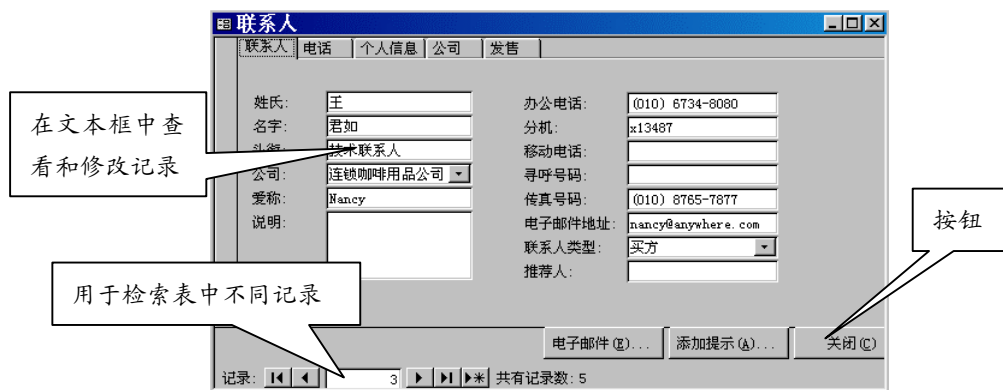 联系人
联系人 电话 个人信息 公司 发售
姓氏: 王
名字: 君如
头衔: 技术联系人
公司: 连锁咖啡用品公司
爱称: Nancy
说明:
办公电话: (010) 6734-8080
分机: x13487
移动电话:
寻呼号码:
传真号码: (010) 8765-7877
电子邮件地址: nancy@anywhere.com
联系人类型: 买方
推荐人:
在文本框中查
看和修改记录
按钮
用于检索表中不同记录
电子邮件(E)... 添加提示(A)... 关闭(C)
记录: 3 共有记录数: 5